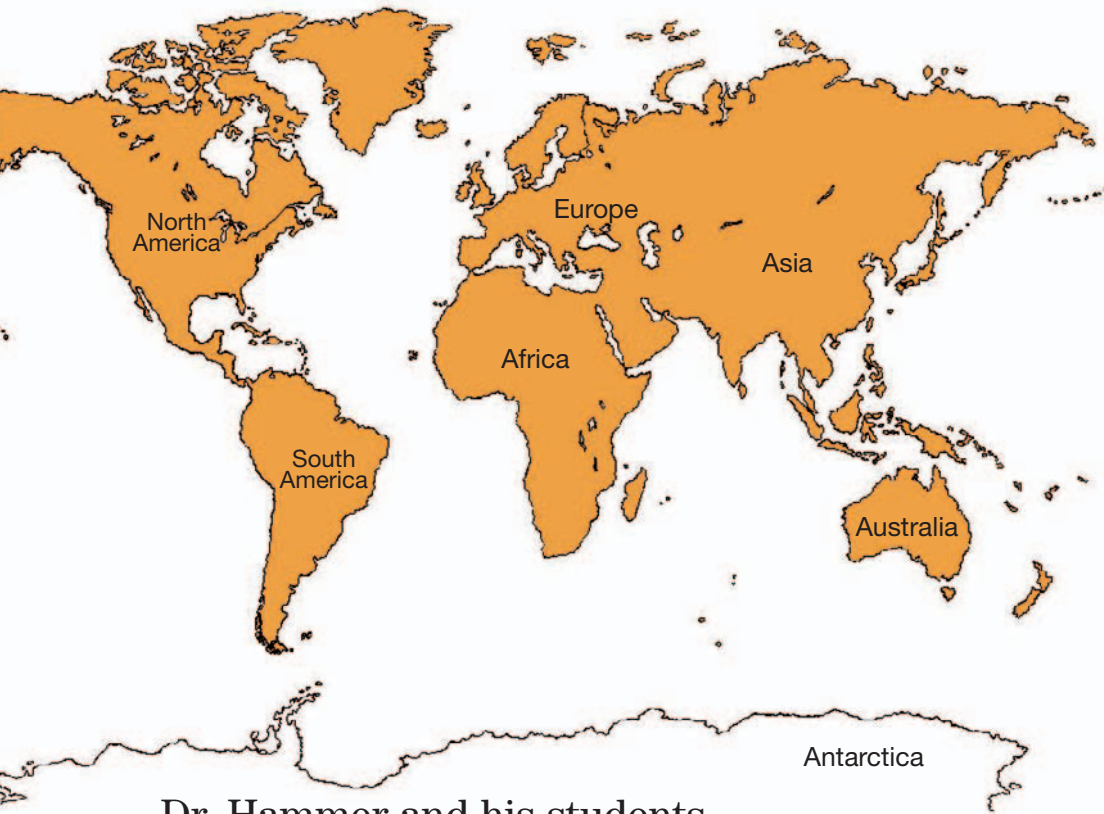 North
America
Europe
Asia
Africa
South
America
Australia
Antarctica
Dr. Hammer and his students